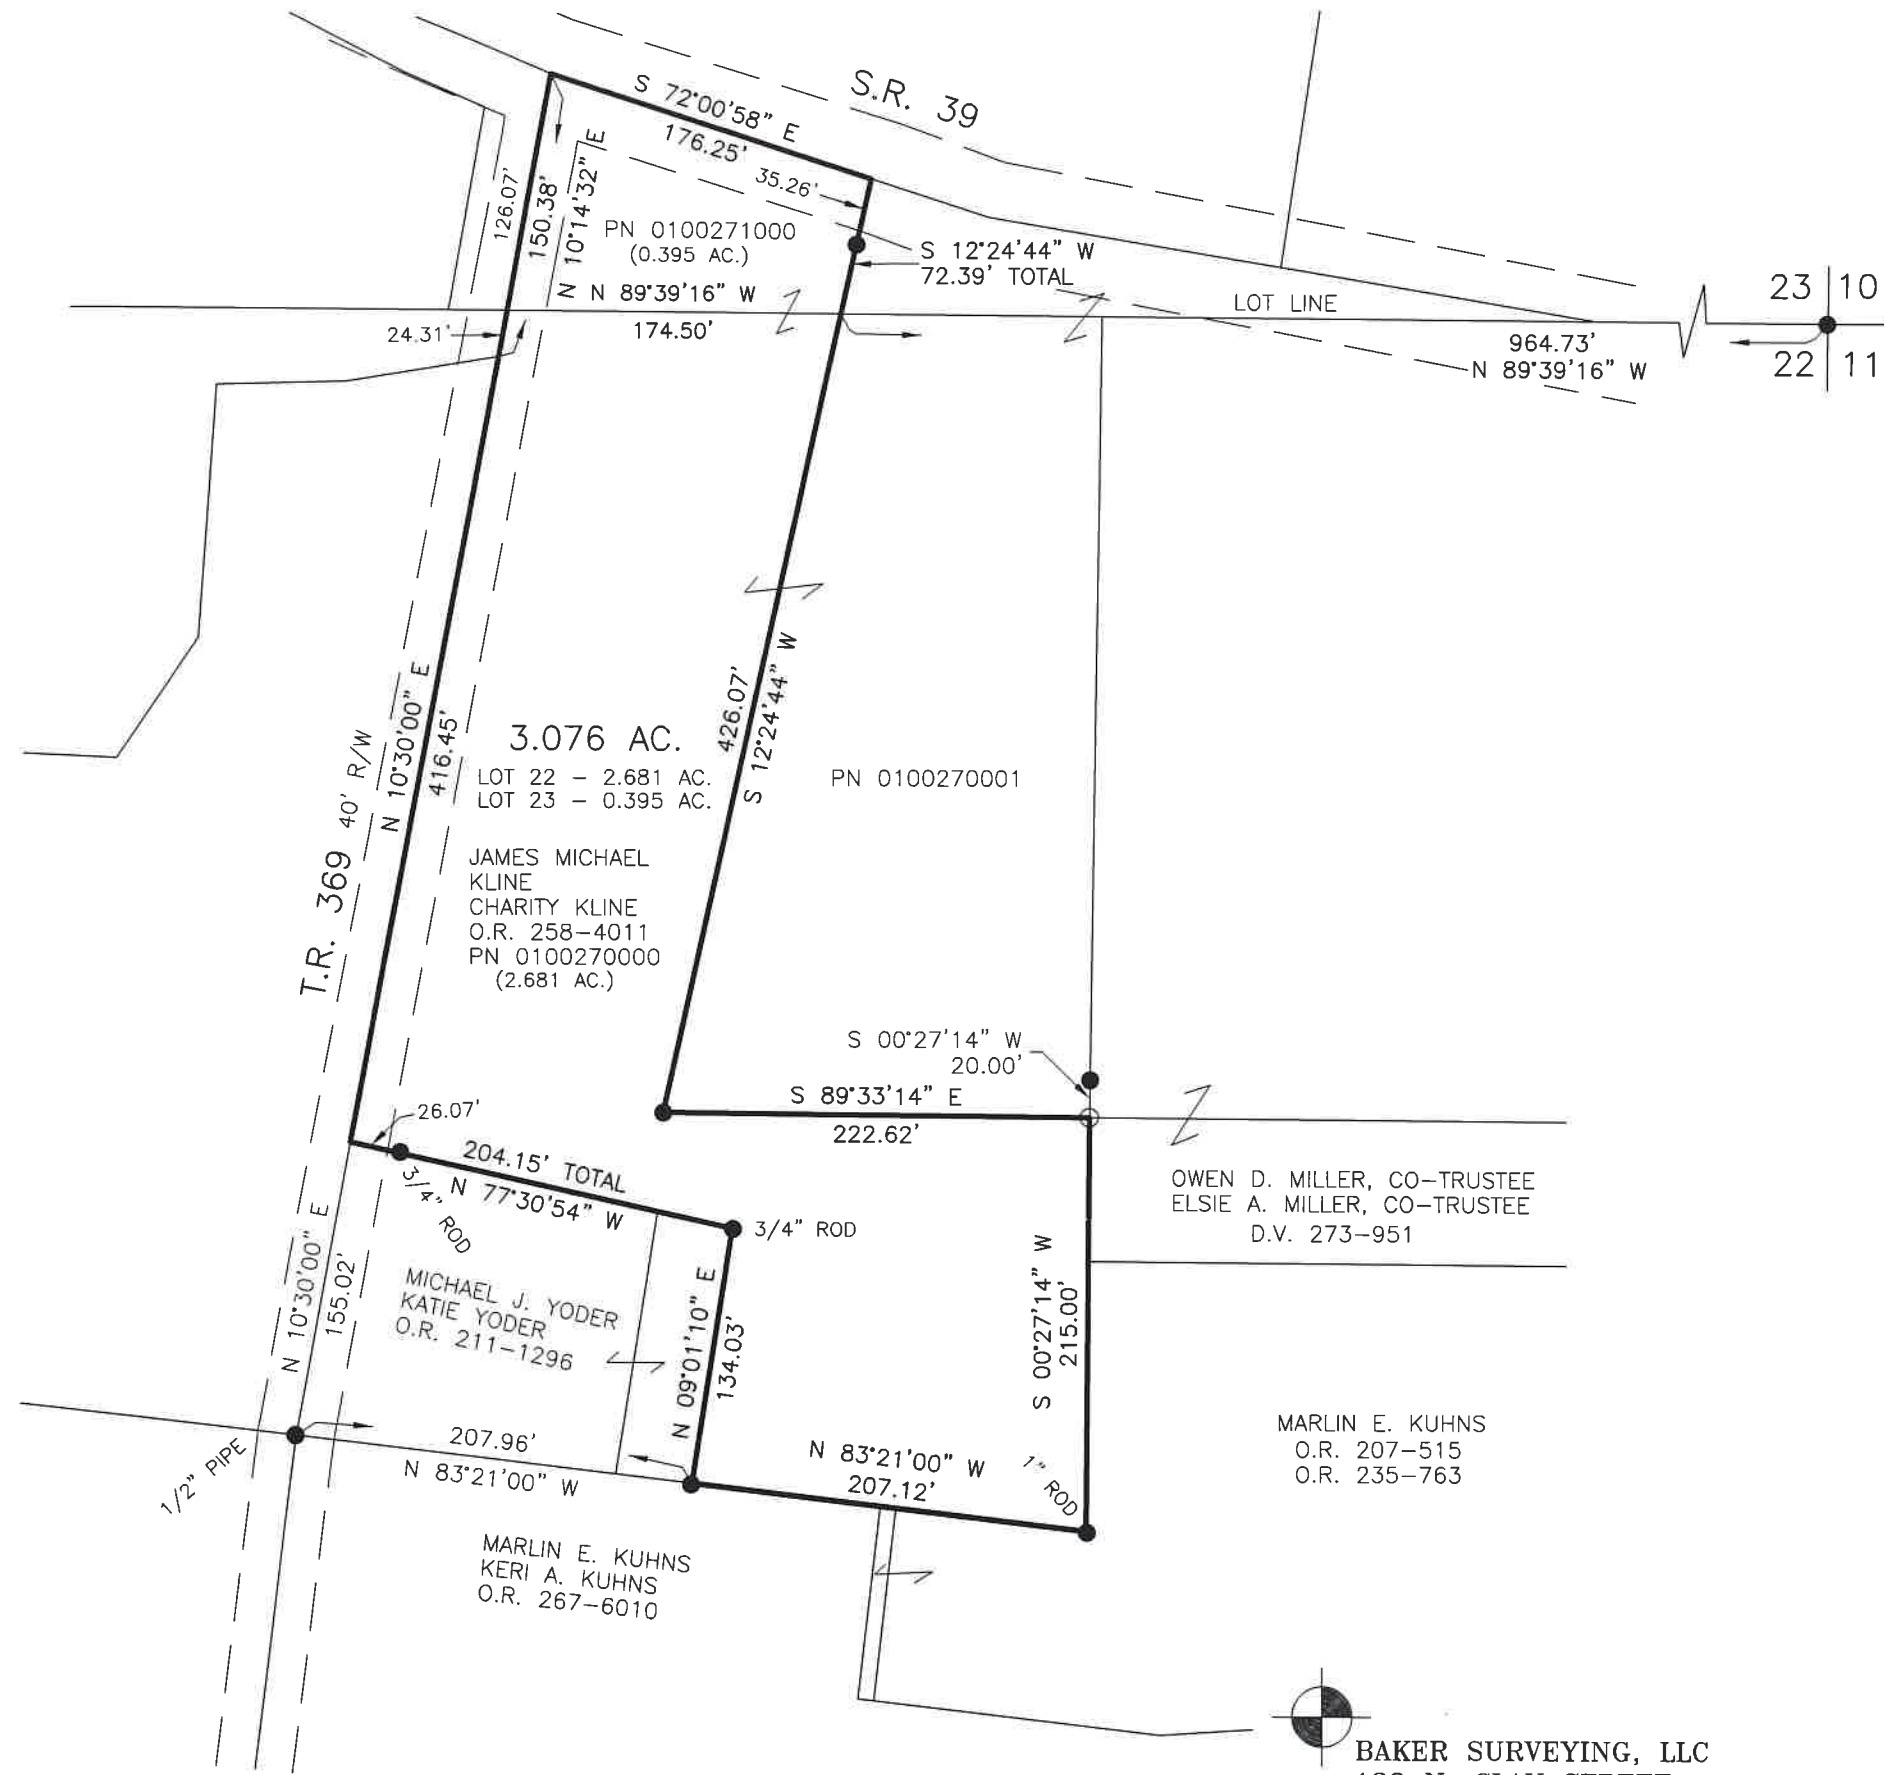 S.R. 39
S 72°00'58" E
176.25'
35.26'
126.07'
150.38'
N 10°14'32" E
PN 0100271000
(0.395 AC.)
S 12°24'44" W
72.39' TOTAL
N N 89°39'16" W
174.50'
24.31'
LOT LINE
964.73'
N 89°39'16" W
23 10
22 11
N 10°30'00" E
416.45'
T.R. 369 40' R/W
3.076 AC.
LOT 22 – 2.681 AC.
LOT 23 – 0.395 AC.
426.07'
S 12°24'44" W
PN 0100270001
JAMES MICHAEL
KLINE
CHARITY KLINE
O.R. 258–4011
PN 0100270000
(2.681 AC.)
S 00°27'14" W
20.00'
S 89°33'14" E
222.62'
26.07'
204.15' TOTAL
N 77°30'54" W
3/4" ROD
3/4" ROD
OWEN D. MILLER, CO–TRUSTEE
ELSIE A. MILLER, CO–TRUSTEE
D.V. 273–951
N 10°30'00" E
155.02'
MICHAEL J. YODER
KATIE YODER
O.R. 211–1296
N 09°01'10" E
134.03'
S 00°27'14" W
215.00'
207.96'
N 83°21'00" W
1/2" PIPE
N 83°21'00" W
207.12'
1" ROD
MARLIN E. KUHNS
O.R. 207–515
O.R. 235–763
MARLIN E. KUHNS
KERI A. KUHNS
O.R. 267–6010
BAKER SURVEYING, LLC